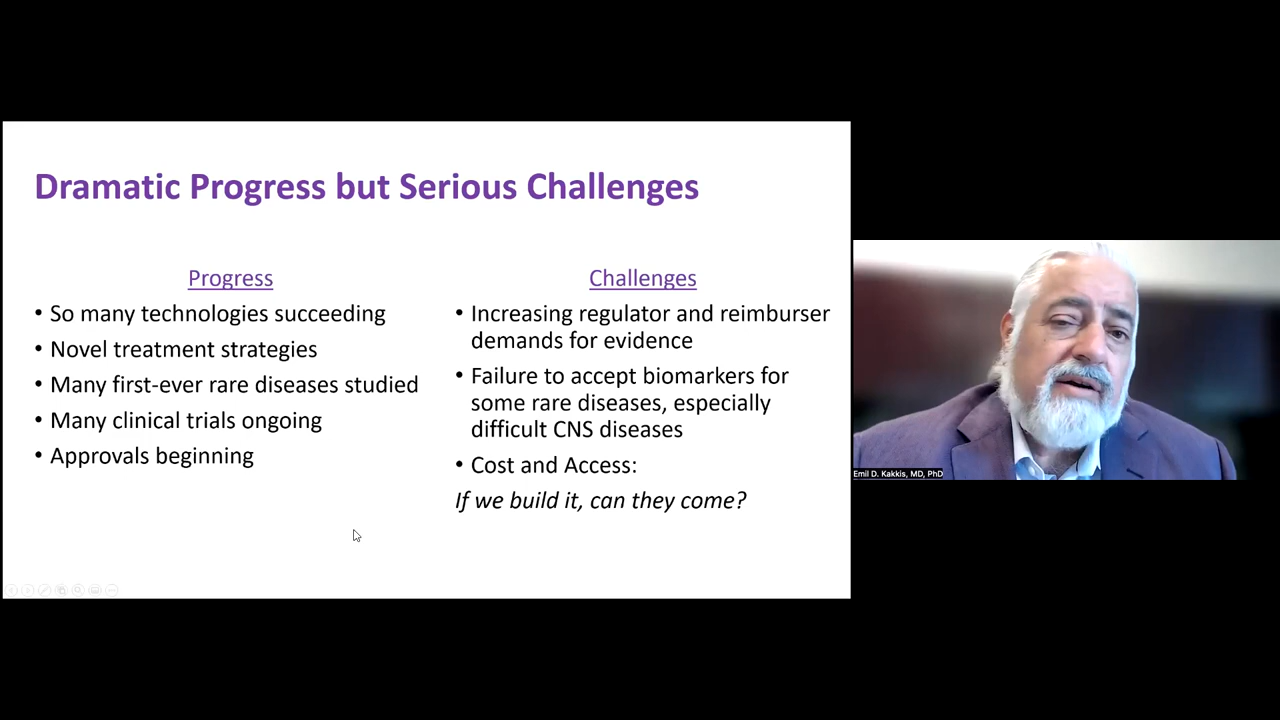 Dramatic Progress but Serious Challenges
Progress
• So many technologies succeeding
• Novel treatment strategies
• Many first-ever rare diseases studied
• Many clinical trials ongoing
• Approvals beginning
Challenges
• Increasing regulator and reimburser
demands for evidence
• Failure to accept biomarkers for
some rare diseases, especially
difficult CNS diseases
• Cost and Access:
If we build it, can they come?
Emil D. Kakkis, MD, PhD